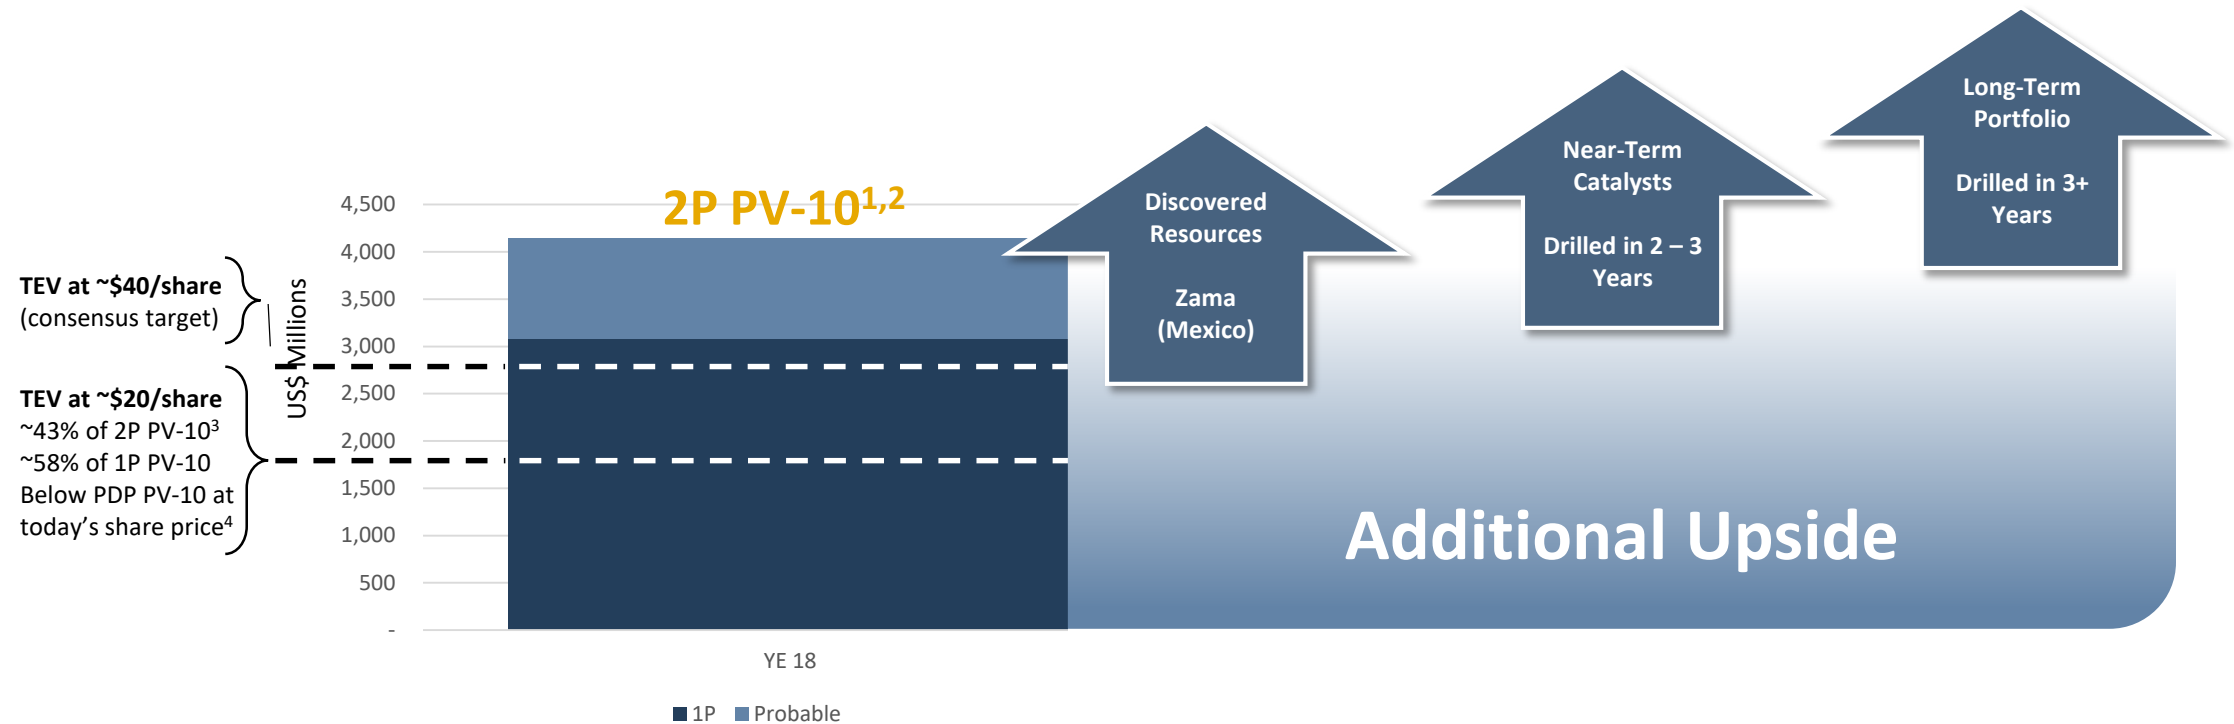 2P PV-10¹,²
TEV at ~$40/share
(consensus target)
TEV at ~$20/share
~43% of 2P PV-10³
~58% of 1P PV-10
Below PDP PV-10 at
today’s share price⁴
US$ Millions
4,500
4,000
3,500
3,000
2,500
2,000
1,500
1,000
500
-
YE 18
1P
Probable
Discovered
Resources
Zama
(Mexico)
Near-Term
Catalysts
Drilled in 2 – 3
Years
Long-Term
Portfolio
Drilled in 3+
Years
Additional Upside